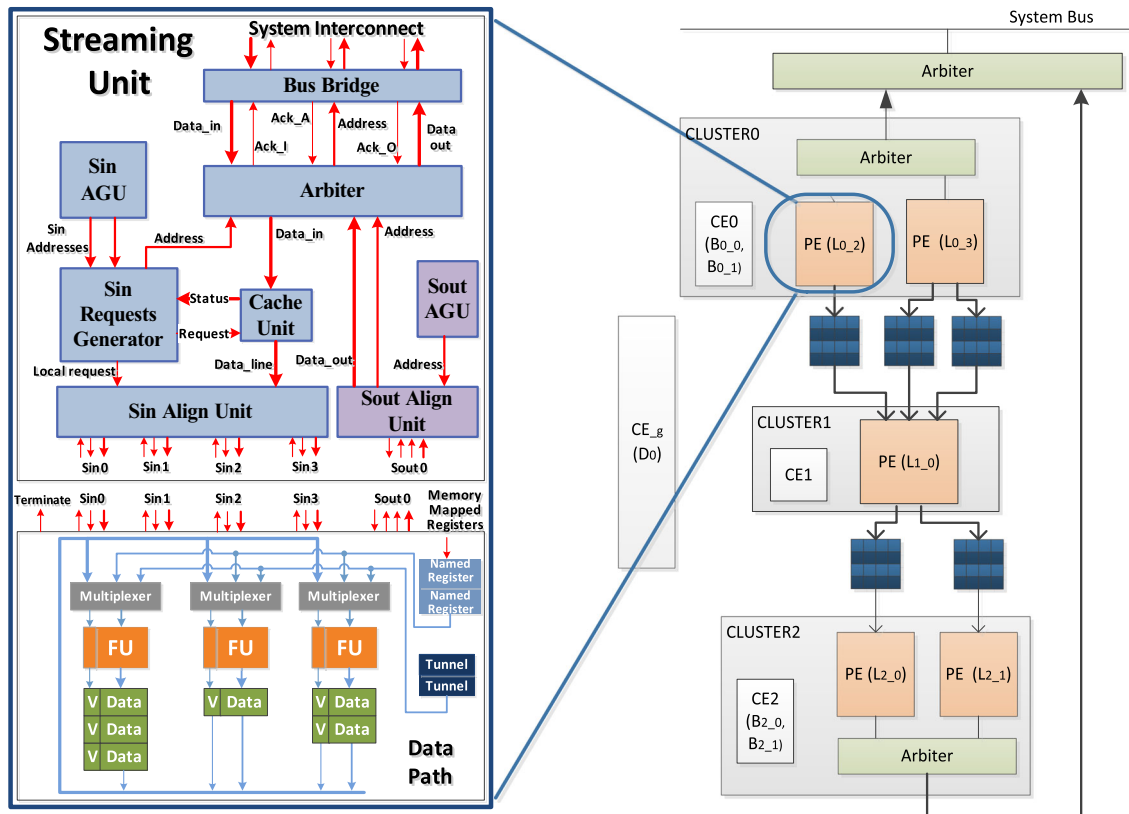 Streaming
Unit
System Interconnect
Bus Bridge
Data_in
Ack_I
Ack_A
Address
Ack_O
Data
out
Sin
AGU
Arbiter
Sin
Addresses
Address
Data_in
Address
Sin
Requests
Generator
Status
Request
Cache
Unit
Sout
AGU
Local request
Data_line
Data_out
Address
Sin Align Unit
Sout Align
Unit
Sin0
Sin1
Sin2
Sin3
Sout0
Terminate
Sin0
Sin1
Sin2
Sin3
Sout0
Memory
Mapped
Registers
Named
Register
Named
Register
Multiplexer
Multiplexer
Multiplexer
FU
FU
FU
Tunnel
Tunnel
V Data
V Data
V Data
V Data
V Data
V Data
Data
Path
System Bus
Arbiter
CLUSTER0
Arbiter
CE0
(B0_0,
B0_1)
PE (L0_2)
PE (L0_3)
CE_g
(D0)
CLUSTER1
CE1
PE (L1_0)
CLUSTER2
CE2
(B2_0,
B2_1)
PE (L2_0)
PE (L2_1)
Arbiter